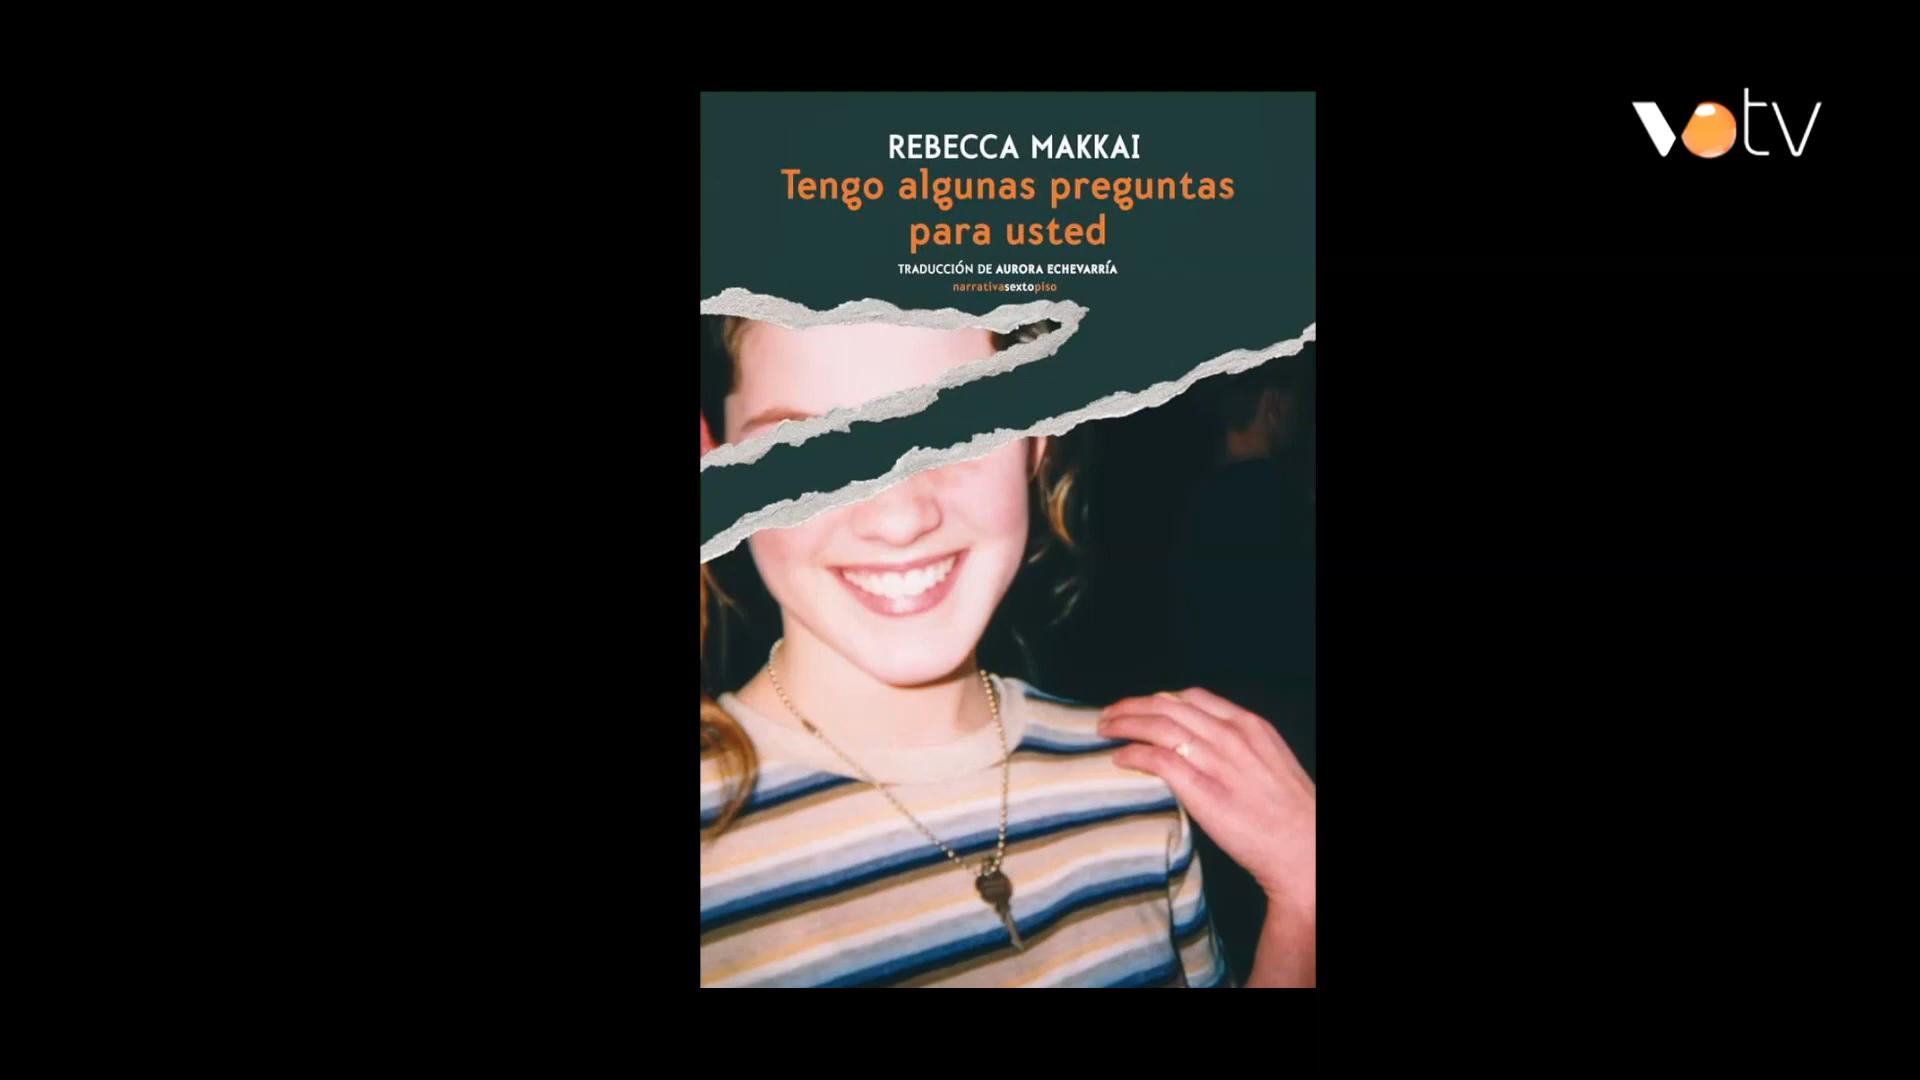 votv
REBECCA MAKKAI
Tengo algunas preguntas
para usted
TRADUCCIÓN DE AURORA ECHEVARRÍA
narrativasextopiso